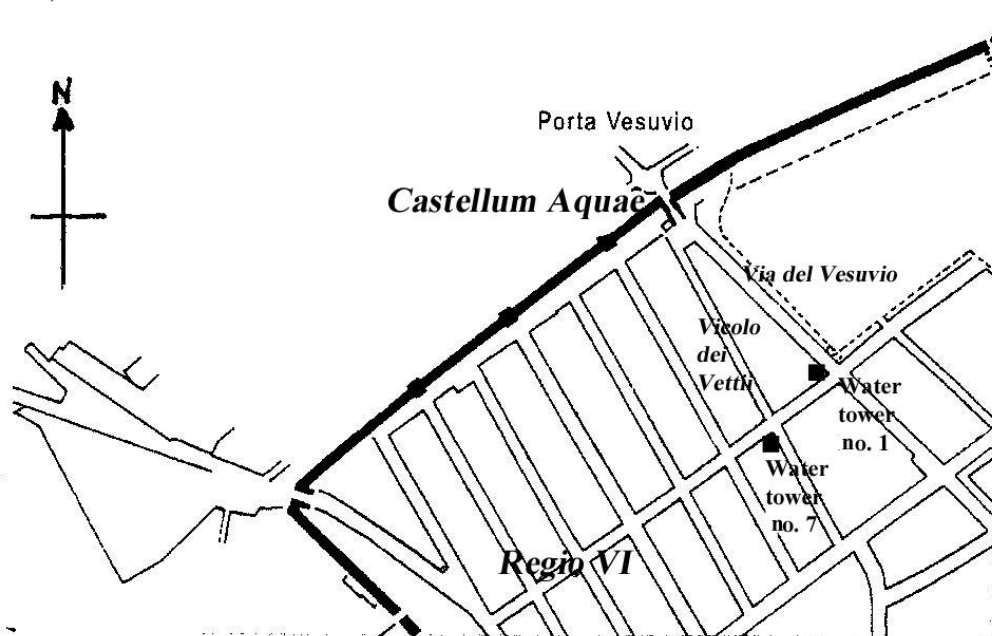 N
Porta Vesuvio
Castellum Aquae
Via del Vesuvio
Vicolo
dei
Vettii
Water
tower
no. 1
Water
tower
no. 7
Regio VI